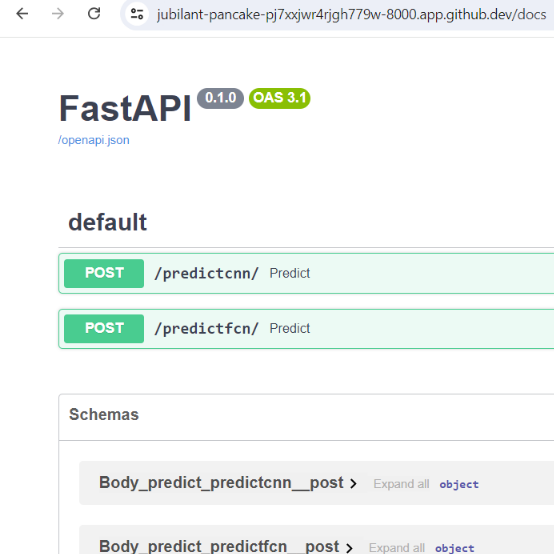 jubilant-pancake-pj7xxjwr4rjgh779w-8000.app.github.dev/docs
FastAPI 0.1.0 OAS 3.1
/openapi.json
default
POST /predictcnn/ Predict
POST /predictfcn/ Predict
Schemas
Body_predict_predictcnn__post Expand all object
Body_predict_predictfcn__post Expand all object